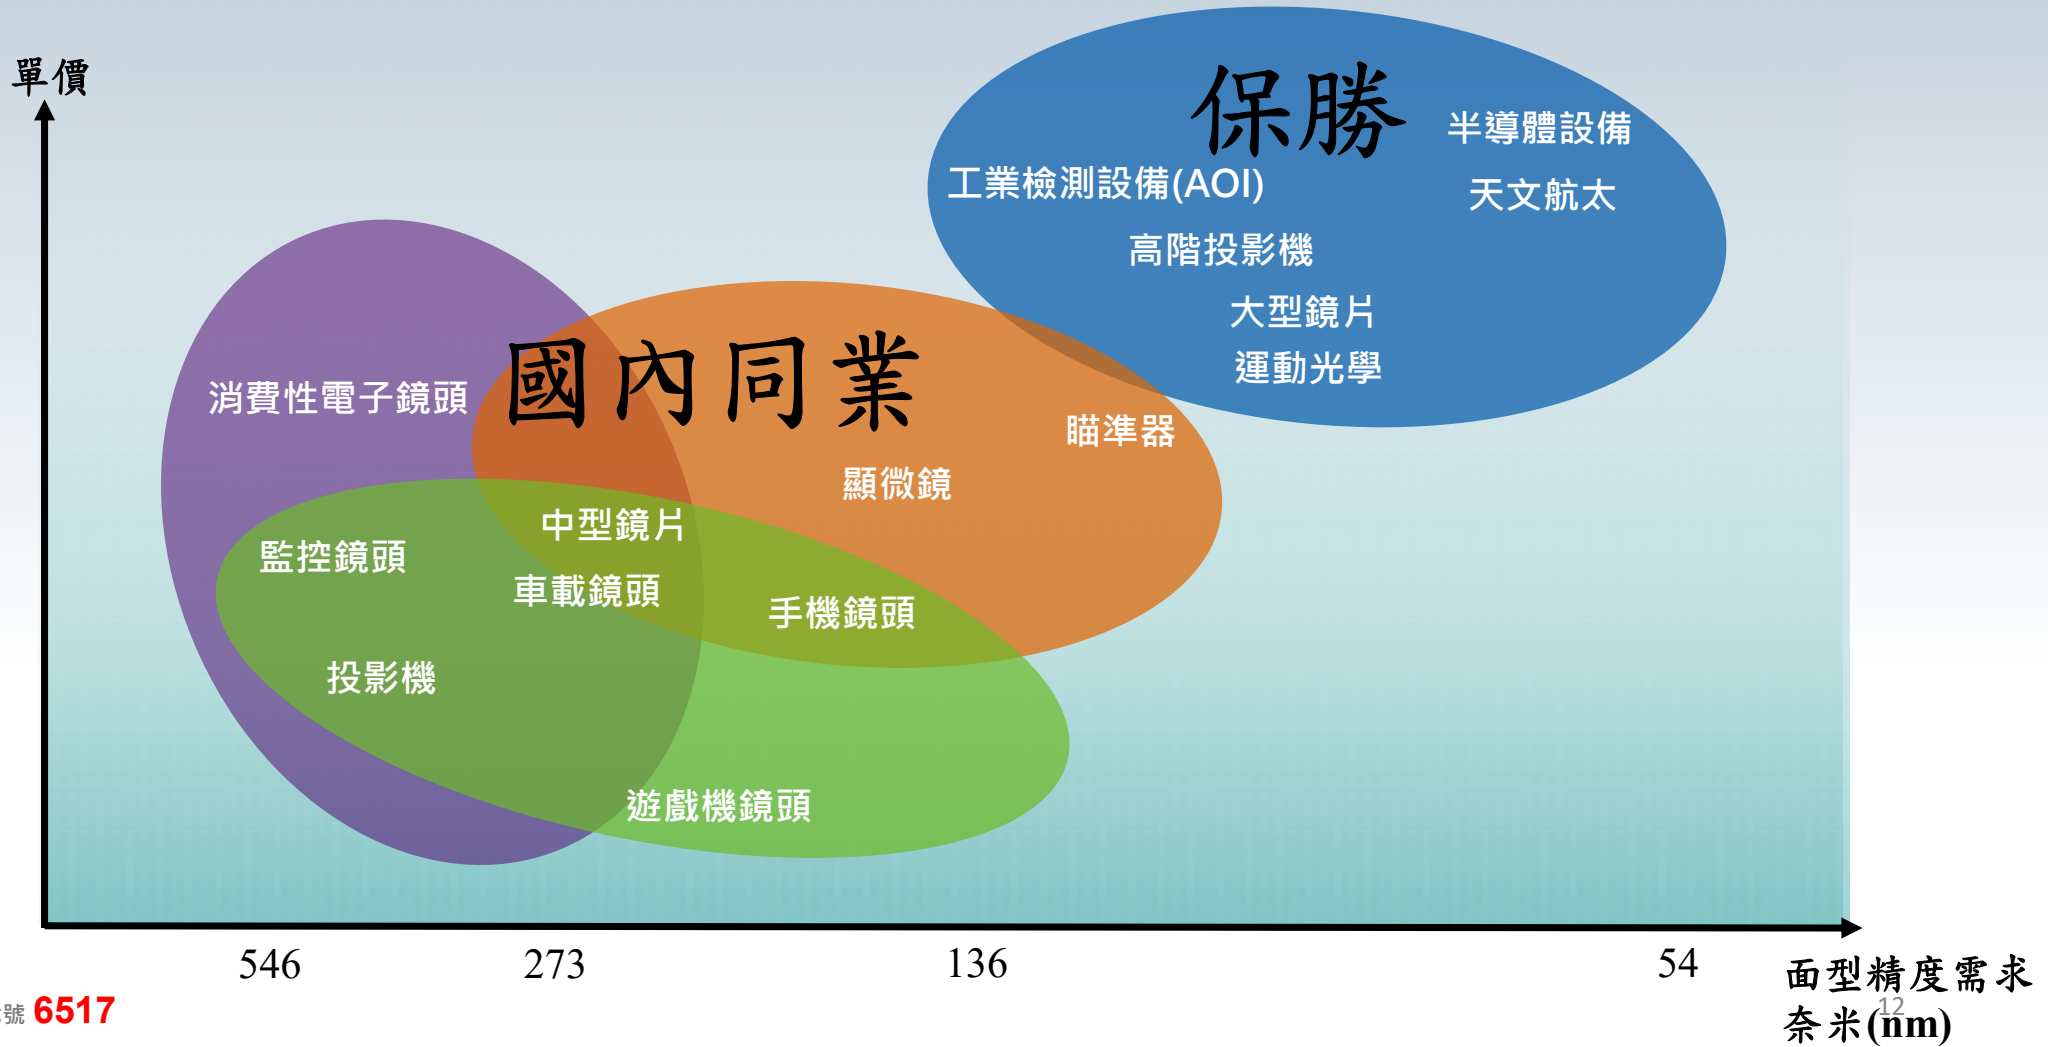 單價
保勝
半導體設備
工業檢測設備(AOI)
天文航太
高階投影機
大型鏡片
運動光學
國內同業
消費性電子鏡頭
瞄準器
顯微鏡
中型鏡片
監控鏡頭
車載鏡頭
手機鏡頭
投影機
遊戲機鏡頭
546
273
136
54
面型精度需求
奈米(nm)
號 6517
12